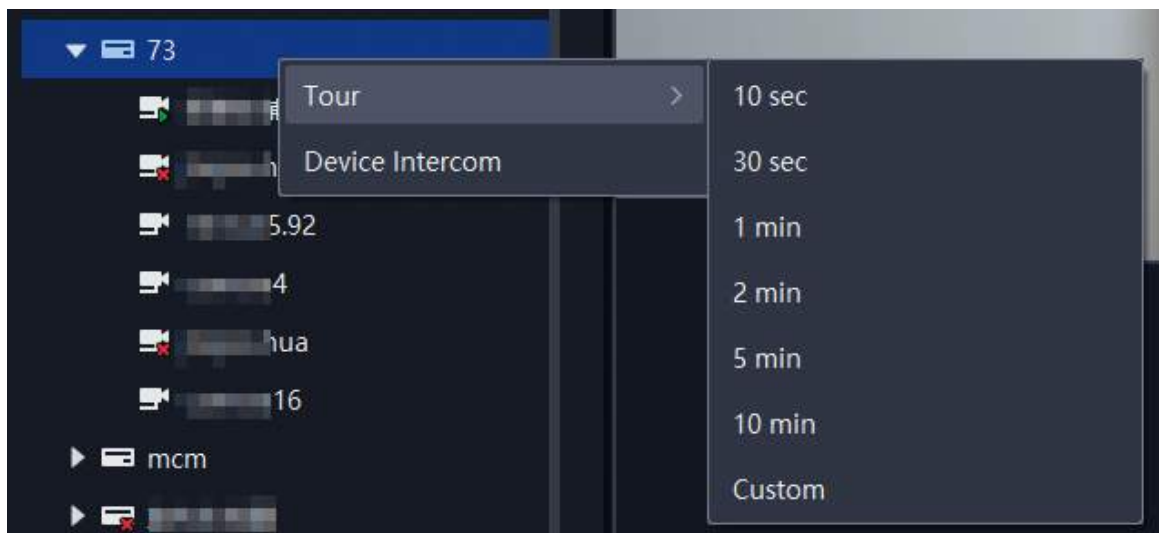 73
Tour
Device Intercom
10 sec
30 sec
1 min
2 min
5 min
10 min
Custom
5.92
4
hua
16
mcm